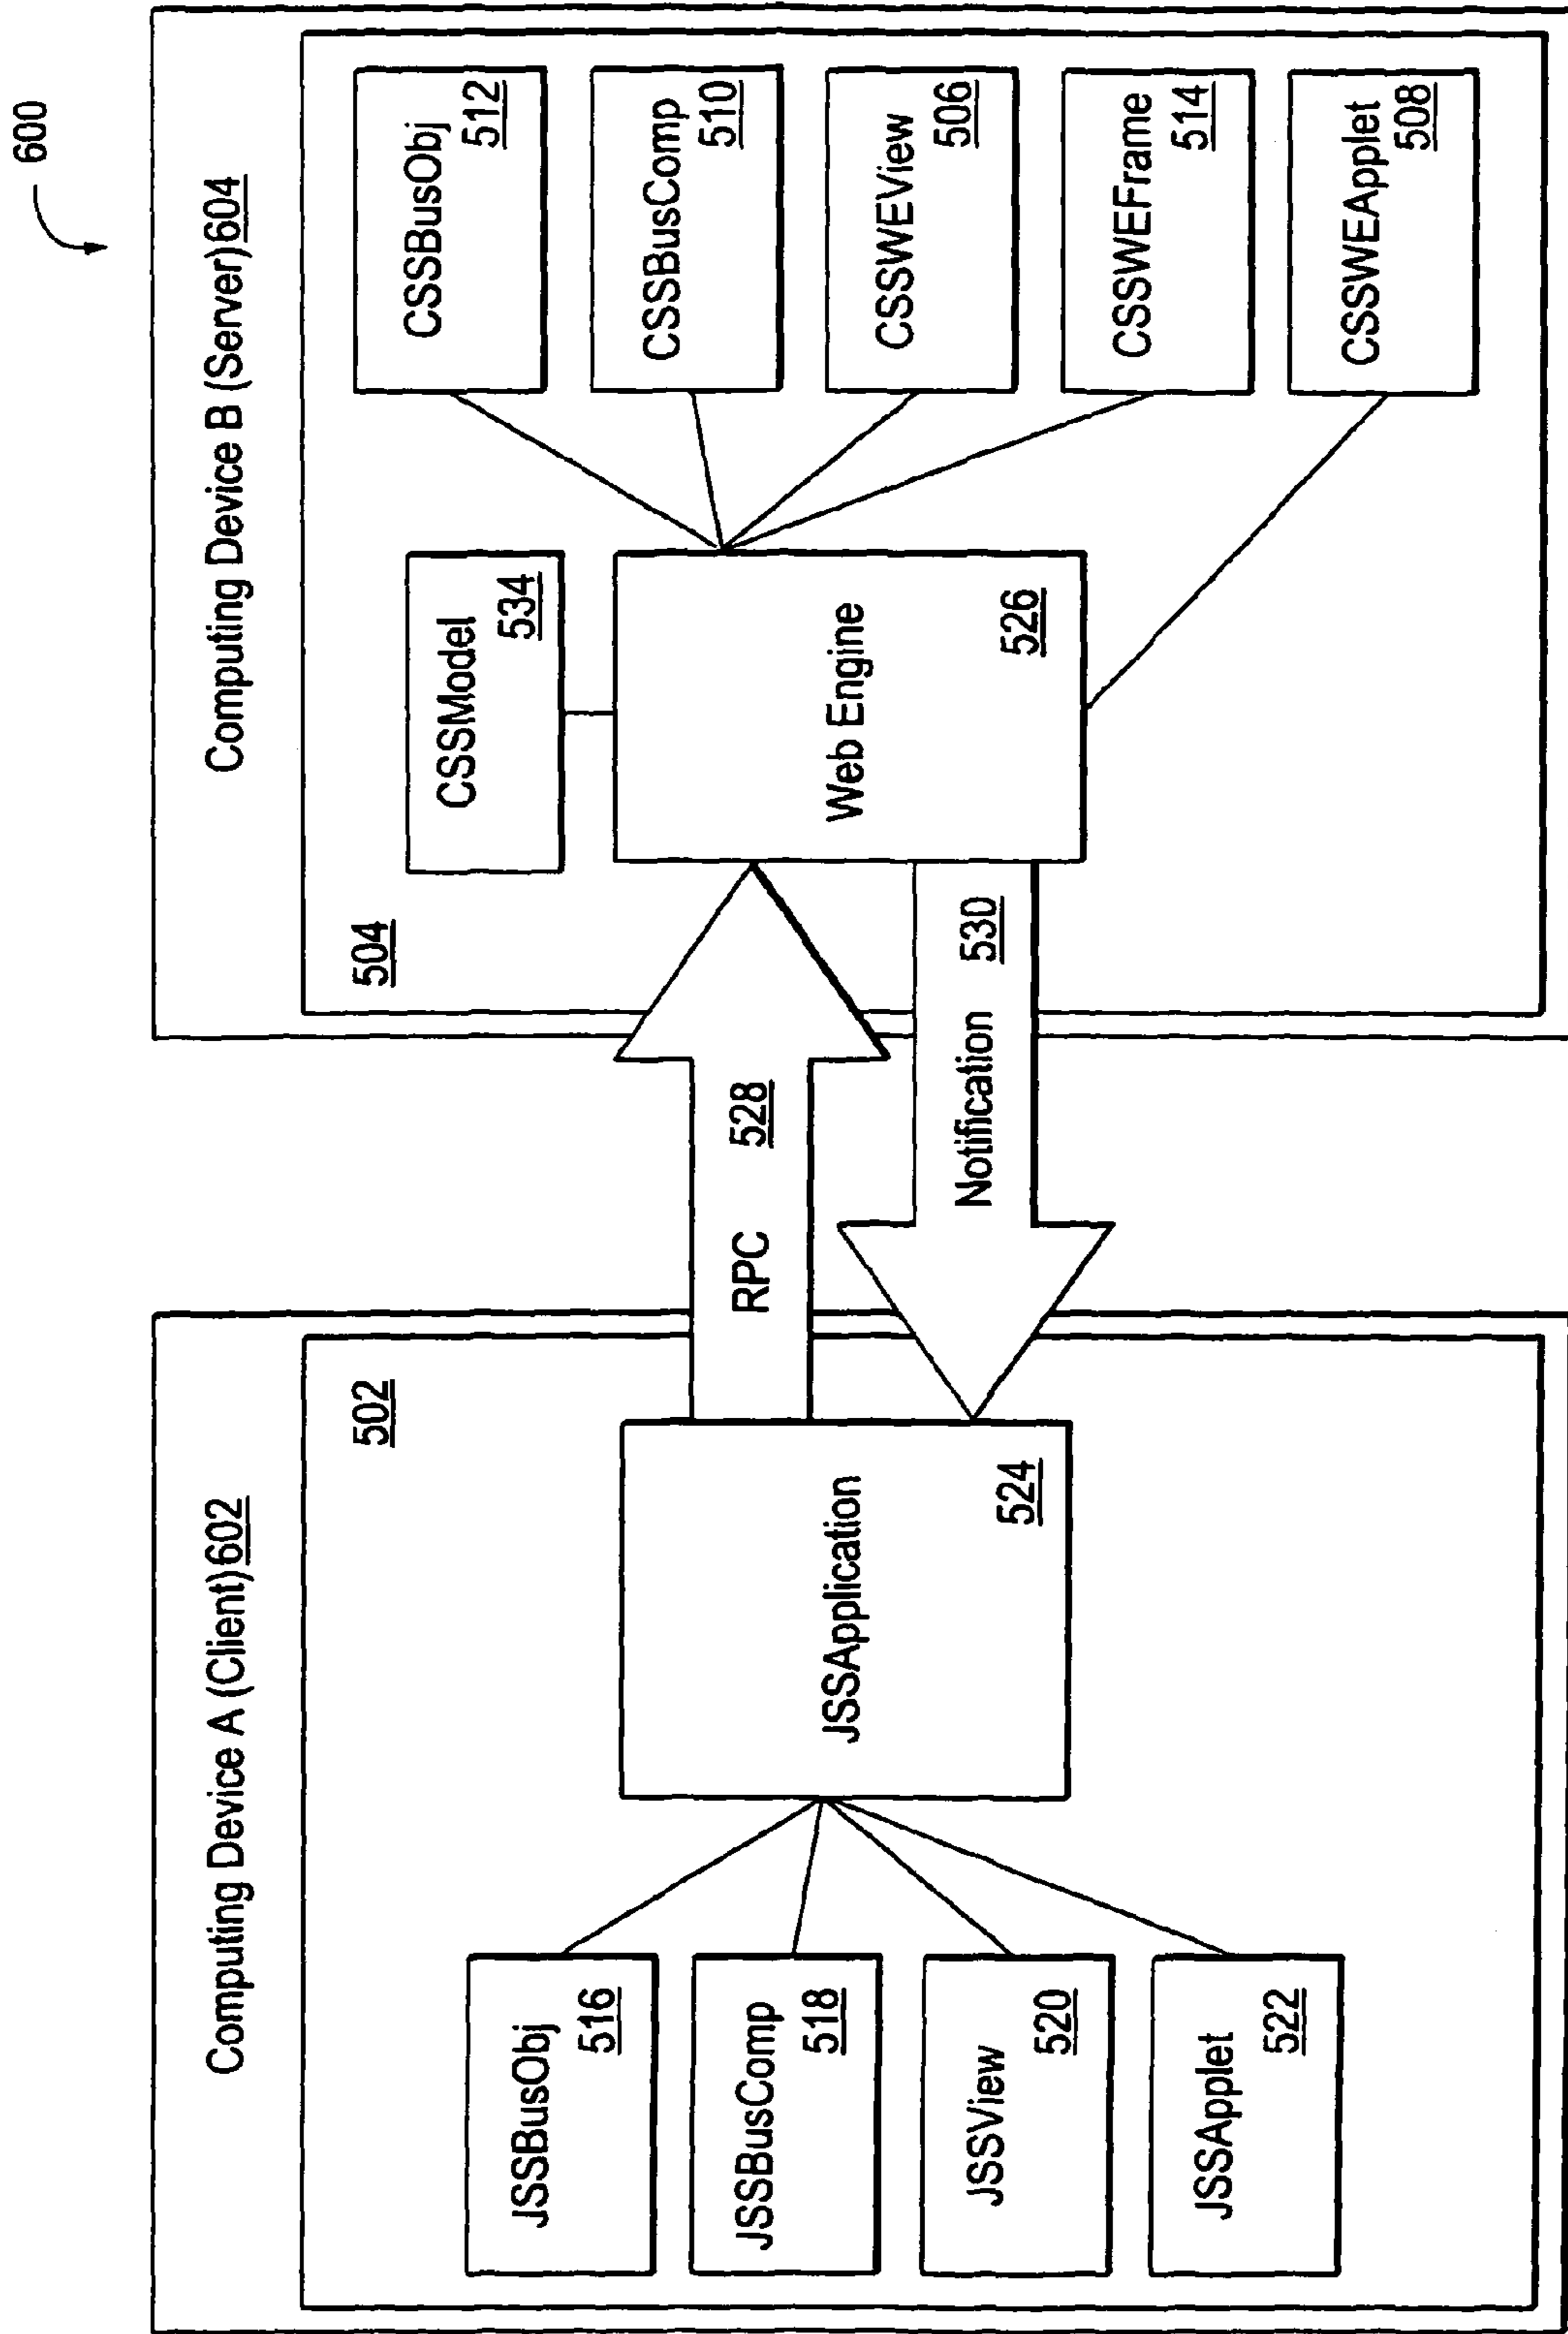 600
Computing Device A (Client) 602
502
JSSBusObj
516
JSSBusComp
518
JSSView
520
JSSApplet
522
JSSApplication
524
RPC 528
Notification 530
Computing Device B (Server) 604
504
CSSModel
534
Web Engine
526
CSSBusObj
512
CSSBusComp
510
CSSWEView
506
CSSWEFrame
514
CSSWEApplet
508